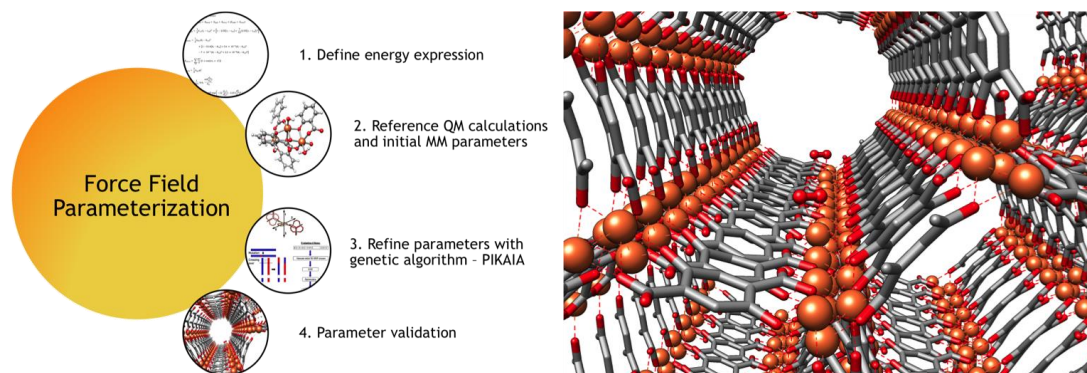 Force Field
Parameterization
1. Define energy expression
2. Reference QM calculations
and initial MM parameters
3. Refine parameters with
genetic algorithm - PIKAIA
4. Parameter validation